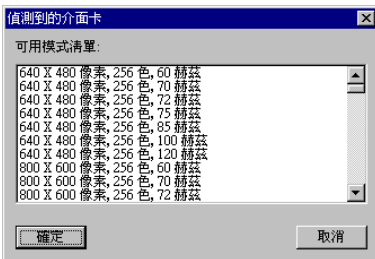 偵測到的介面卡
可用模式清單:
640 X 480 像素, 256 色, 60 赫茲
640 X 480 像素, 256 色, 70 赫茲
640 X 480 像素, 256 色, 72 赫茲
640 X 480 像素, 256 色, 75 赫茲
640 X 480 像素, 256 色, 85 赫茲
640 X 480 像素, 256 色, 100 赫茲
640 X 480 像素, 256 色, 120 赫茲
800 X 600 像素, 256 色, 60 赫茲
800 X 600 像素, 256 色, 70 赫茲
800 X 600 像素, 256 色, 72 赫茲
確定 取消